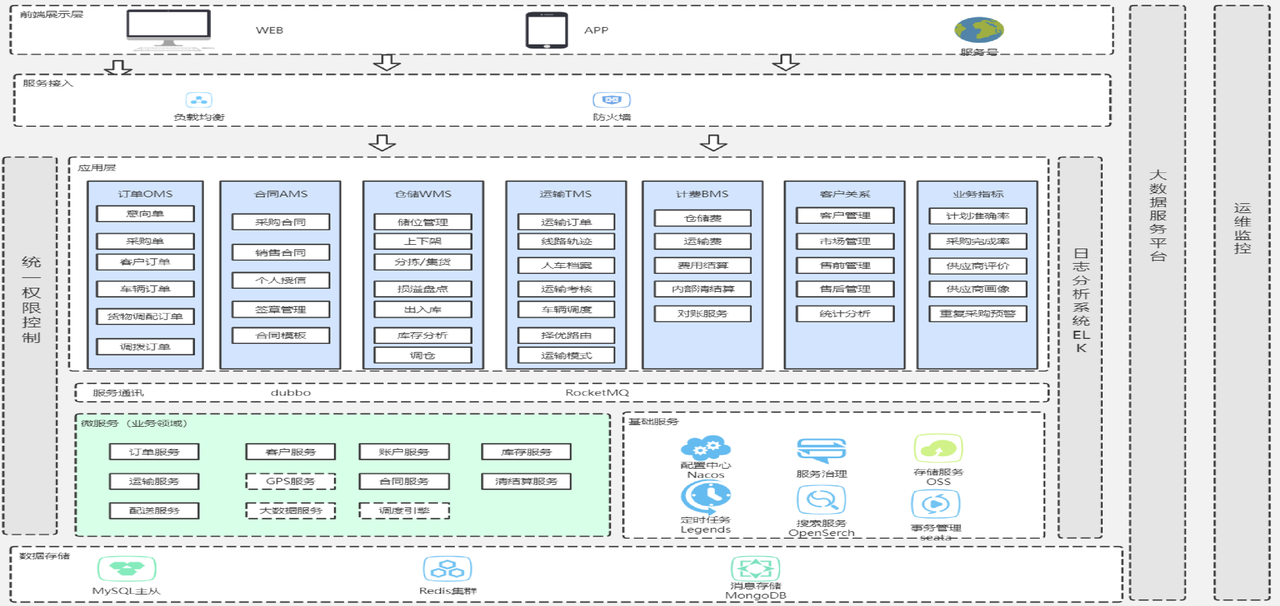 前端展示层
WEB
APP
服务号
服务接入
负载均衡
防火墙
统一权限控制
应用层
订单OMS
意向单
采购单
客户订单
车辆订单
货物调配订单
调拨订单
合同AMS
采购合同
销售合同
个人授信
签章管理
合同模板
仓储WMS
储位管理
上下架
分拣/集货
损溢盘点
出入库
库存分析
调仓
运输TMS
运输订单
线路轨迹
人车档案
运输考核
车辆调度
择优路由
运输模式
计费BMS
仓储费
运输费
费用结算
内部清结算
对账服务
客户关系
客户管理
市场管理
售前管理
售后管理
统计分析
业务指标
计划准确率
采购完成率
供应商评价
供应商画像
重复采购预警
日志分析系统ELK
大数据服务平台
运维监控
服务通讯
dubbo
RocketMQ
微服务（业务领域）
订单服务
客户服务
账户服务
库存服务
运输服务
GPS服务
合同服务
清结算服务
配送服务
大数据服务
调度引擎
基础服务
配置中心
Nacos
服务治理
存储服务
OSS
定时任务
Legends
搜索服务
OpenSerch
事务管理
seata
数据存储
MySQL主从
Redis集群
消息存储
MongoDB